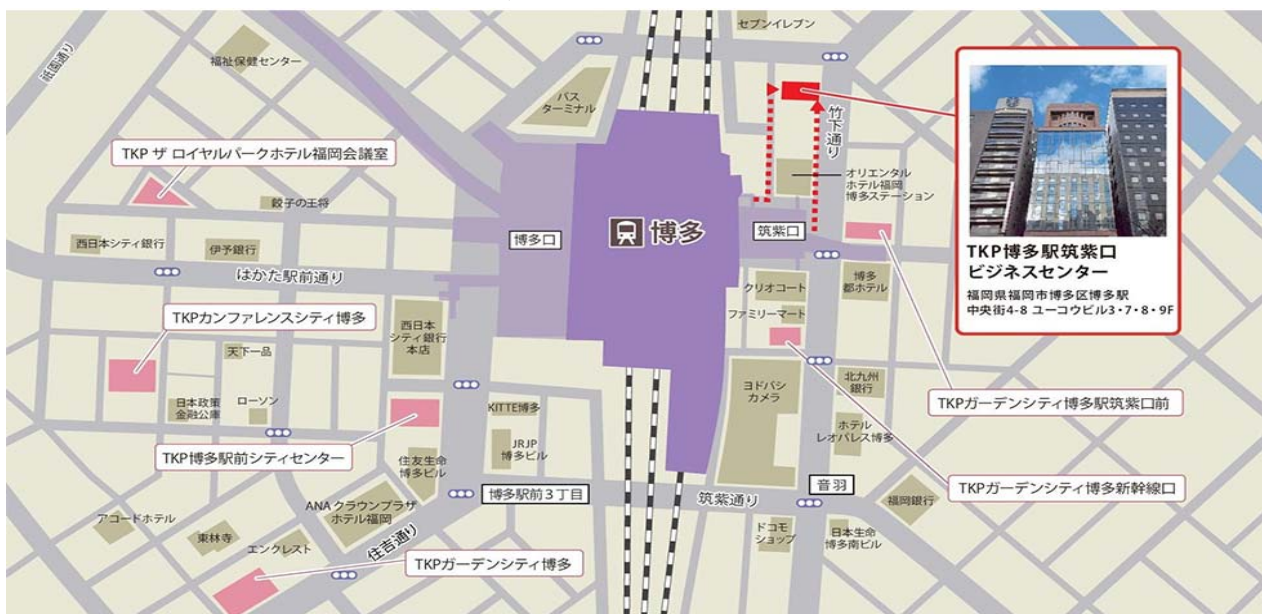 セブンイレブン
祇園通り
福祉保健センター
バス
ターミナル
竹下通り
TKP ザ ロイヤルパークホテル福岡会議室
オリエンタル
ホテル福岡
博多ステーション
餃子の王将
西日本シティ銀行
伊予銀行
博多口
博多
筑紫口
TKP博多駅筑紫口
ビジネスセンター
福岡県福岡市博多区博多駅
中央街4-8 ユーコウビル3・7・8・9F
はかた駅前通り
クリオコート
博多
都ホテル
ファミリーマート
TKPカンファレンスシティ博多
西日本
シティ銀行
本店
天下一品
ヨドバシ
カメラ
北九州
銀行
TKPガーデンシティ博多駅筑紫口前
日本政策
金融公庫
ローソン
KITTE博多
ホテル
レオパレス博多
TKP博多駅前シティセンター
住友生命
博多ビル
JRJP
博多ビル
TKPガーデンシティ博多新幹線口
博多駅前3丁目
筑紫通り
音羽
福岡銀行
ANAクラウンプラザ
ホテル福岡
アコードホテル
東林寺
エンクレスト
住吉通り
ドコモ
ショップ
日本生命
博多南ビル
TKPガーデンシティ博多